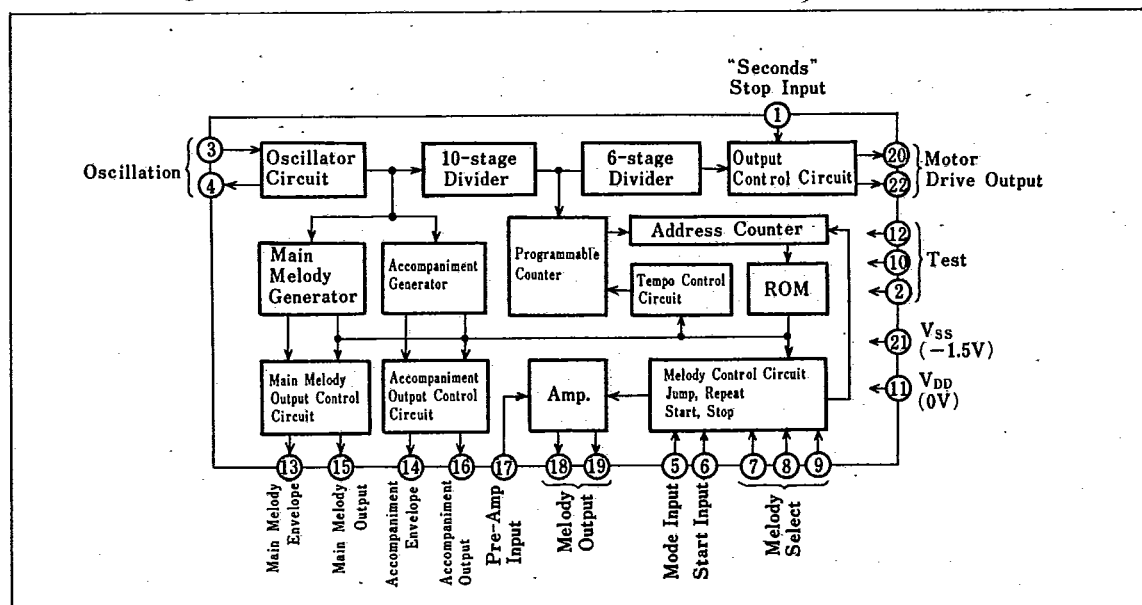 "Seconds"
Stop Input
1
3
4
Oscillation
Oscillator
Circuit
10-stage
Divider
6-stage
Divider
Output
Control Circuit
20
22
Motor
Drive Output
Main
Melody
Generator
Accompaniment
Generator
Programmable
Counter
Address Counter
Tempo Control
Circuit
ROM
12
10
2
Test
21
VSS
(−1.5V)
11
VDD
(0V)
Main Melody
Output Control
Circuit
Accompaniment
Output Control
Circuit
Amp.
Melody Control Circuit
Jump, Repeat
Start, Stop
13
15
14
16
17
18
19
5
6
7
8
9
Main Melody
Envelope
Main Melody
Output
Accompaniment
Envelope
Accompaniment
Output
Pre-Amp
Input
Melody
Output
Mode Input
Start Input
Melody
Select